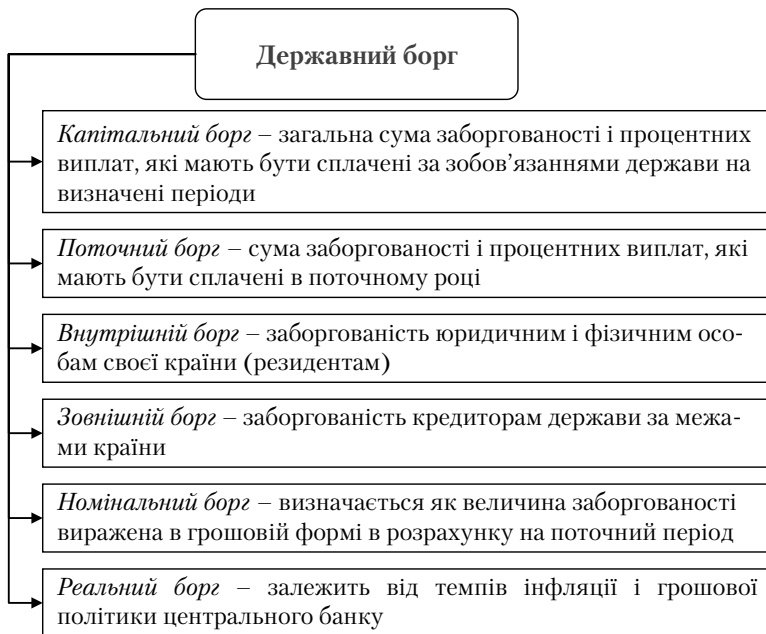 Державний борг
Капітальний борг – загальна сума заборгованості і процентних
виплат, які мають бути сплачені за зобов’язаннями держави на
визначені періоди
Поточний борг – сума заборгованості і процентних виплат, які
мають бути сплачені в поточному році
Внутрішній борг – заборгованість юридичним і фізичним осо-
бам своєї країни (резидентам)
Зовнішній борг – заборгованість кредиторам держави за межа-
ми країни
Номінальний борг – визначається як величина заборгованості
виражена в грошовій формі в розрахунку на поточний період
Реальний борг – залежить від темпів інфляції і грошової
політики центрального банку